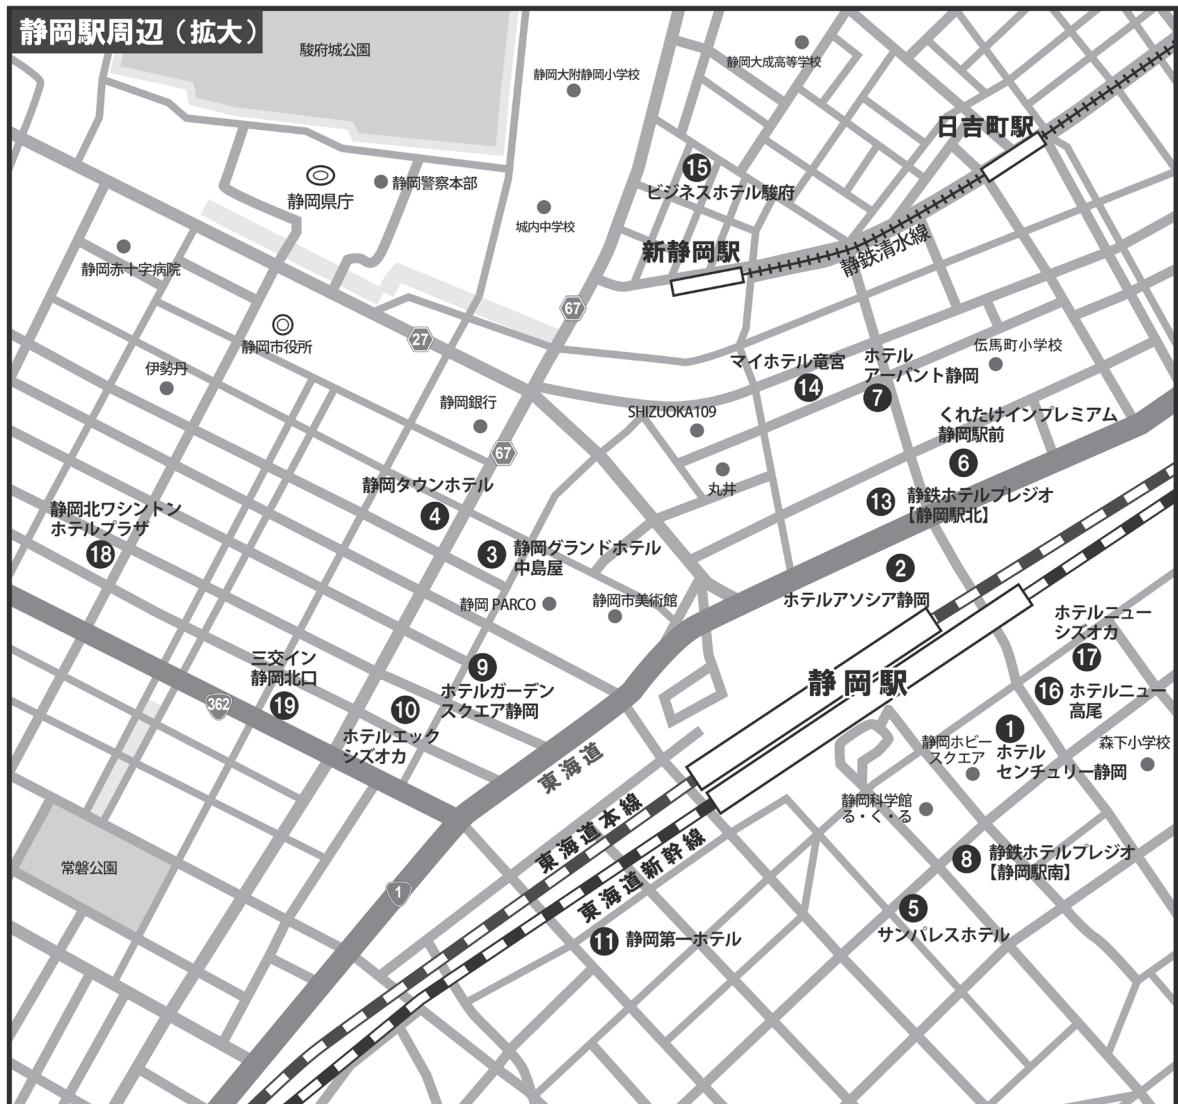 静岡駅周辺（拡大）
駿府城公園
静岡大附静岡小学校
静岡大成高等学校
日吉町駅
15
ビジネスホテル駿府
静岡県庁
静岡警察本部
城内中学校
新静岡駅
静鉄清水線
静岡赤十字病院
67
27
静岡市役所
伊勢丹
静岡銀行
67
マイホテル竜宮
14
ホテル
アーバント静岡
7
伝馬町小学校
SHIZUOKA109
丸井
くれたけインプレミアム
静岡駅前
6
静岡タウンホテル
4
13
静鉄ホテルプレジオ
【静岡駅北】
静岡北ワシントン
ホテルプラザ
18
3
静岡グランドホテル
中島屋
2
ホテルアソシア静岡
静岡 PARCO
静岡市美術館
ホテルニュー
シズオカ
17
三交イン
静岡北口
19
9
ホテルガーデン
スクエア静岡
静岡駅
16
ホテルニュー
高尾
362
10
ホテルエック
シズオカ
1
ホテル
センチュリー静岡
静岡ホビー
スクエア
森下小学校
東海道
静岡科学館
る・く・る
東海道本線
東海道新幹線
常磐公園
1
8
静鉄ホテルプレジオ
【静岡駅南】
5
サンパレスホテル
11
静岡第一ホテル